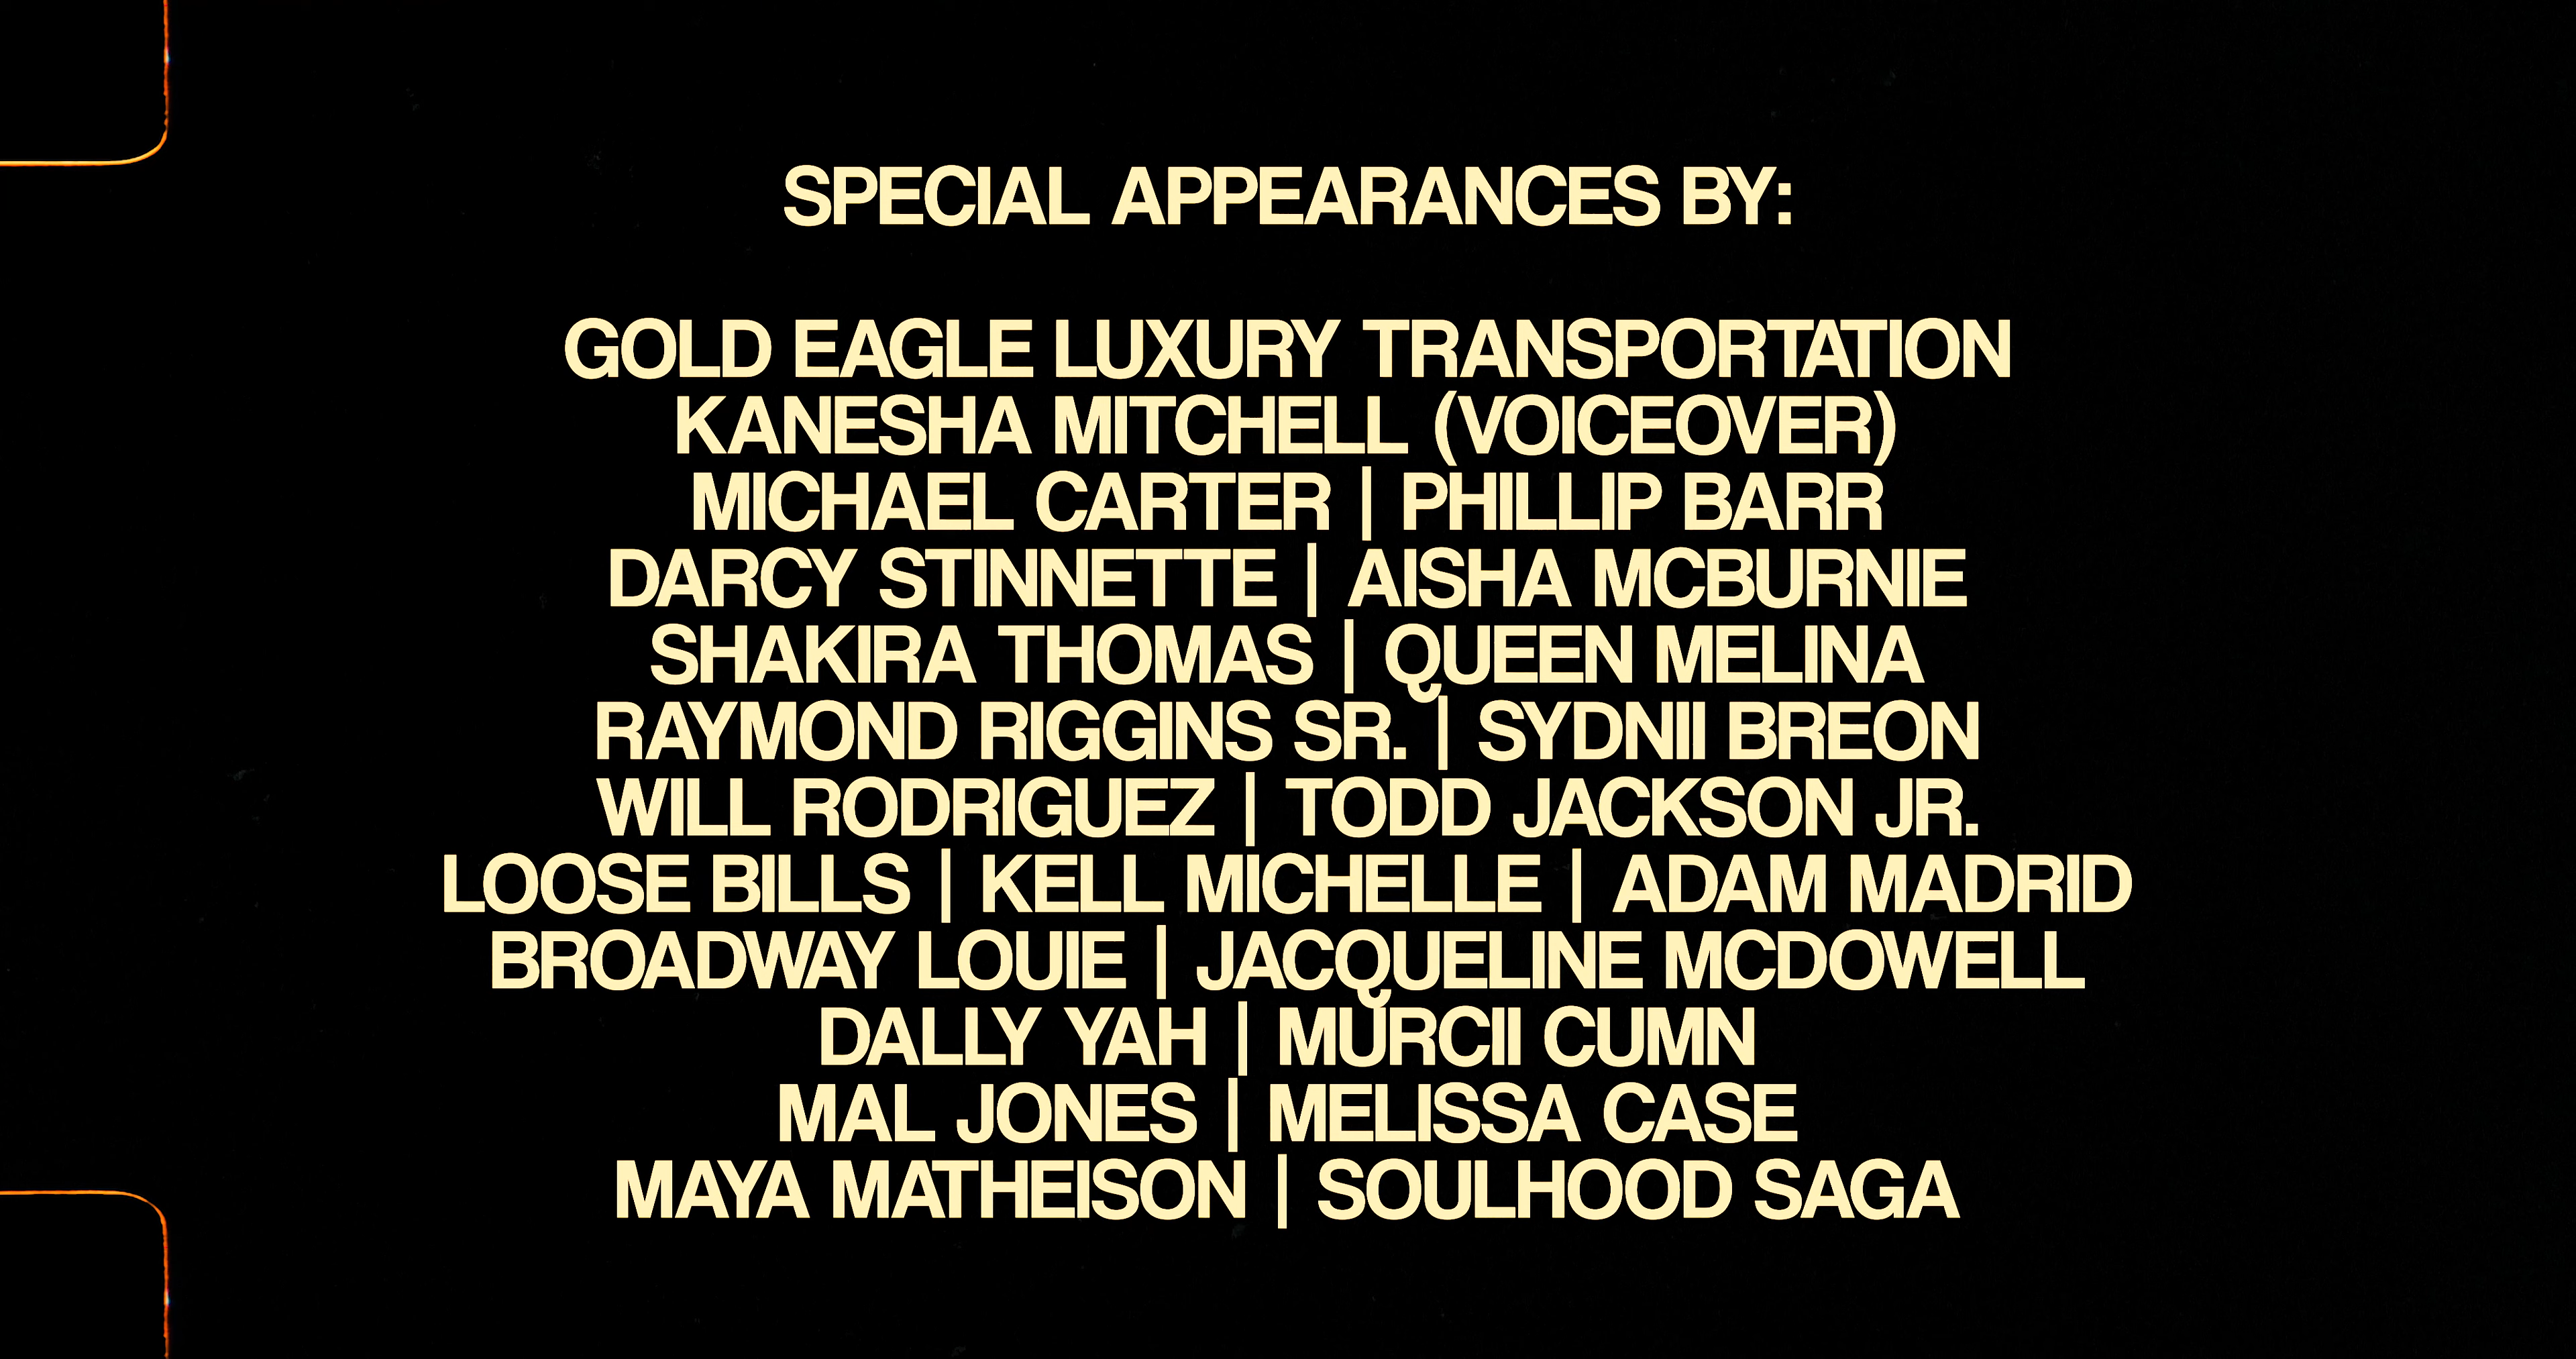 SPECIAL APPEARANCES BY:
GOLD EAGLE LUXURY TRANSPORTATION
KANESHA MITCHELL (VOICEOVER)
MICHAEL CARTER | PHILLIP BARR
DARCY STINNETTE | AISHA MCBURNIE
SHAKIRA THOMAS | QUEEN MELINA
RAYMOND RIGGINS SR. | SYDNII BREON
WILL RODRIGUEZ | TODD JACKSON JR.
LOOSE BILLS | KELL MICHELLE | ADAM MADRID
BROADWAY LOUIE | JACQUELINE MCDOWELL
DALLY YAH | MURCII CUMN
MAL JONES | MELISSA CASE
MAYA MATHEISON | SOULHOOD SAGA